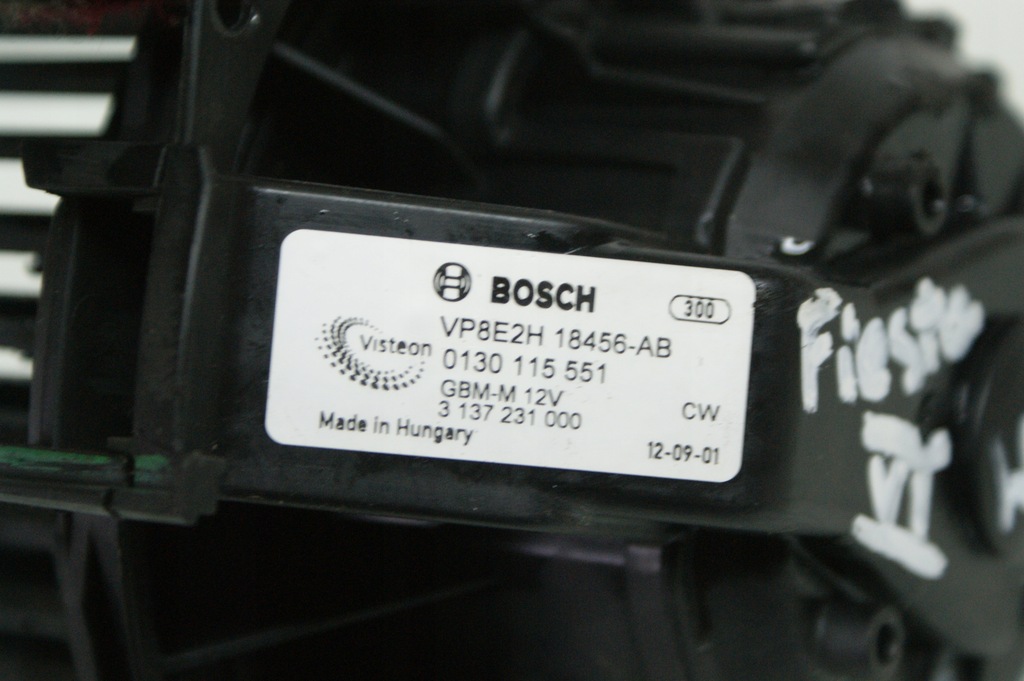 BOSCH
300
VP8E2H 18456-AB
Visteon
0130 115 551
GBM-M 12V
3 137 231 000
CW
Made in Hungary
12-09-01
Fiesta
VI
H